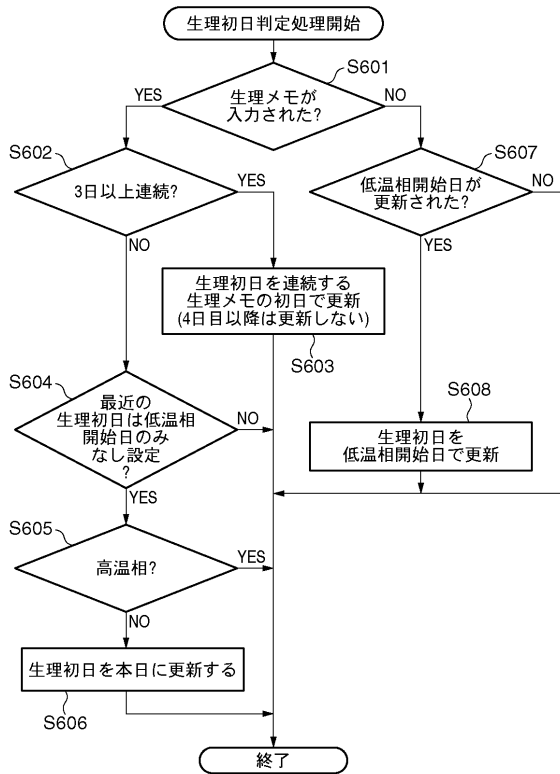 生理初日判定処理開始
S601
生理メモが
入力された?
YES
NO
S602
3日以上連続?
YES
NO
S607
低温相開始日が
更新された?
NO
YES
生理初日を連続する
生理メモの初日で更新
(4日目以降は更新しない)
S603
S604
最近の
生理初日は低温相
開始日のみ
なし設定
?
NO
YES
S608
生理初日を
低温相開始日で更新
S605
高温相?
YES
NO
生理初日を本日に更新する
S606
終了